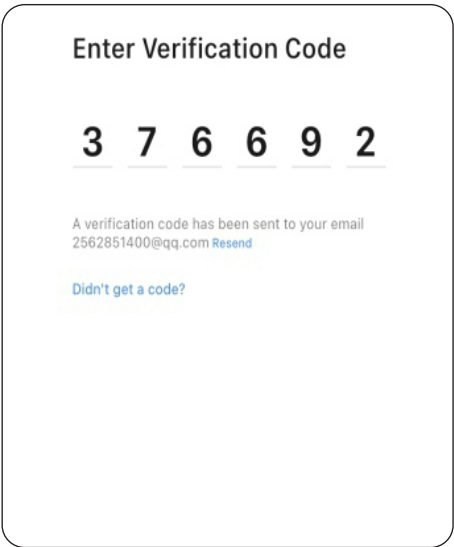 Enter Verification Code
3 7 6 6 9 2
A verification code has been sent to your email
2562851400@qq.com Resend
Didn't get a code?